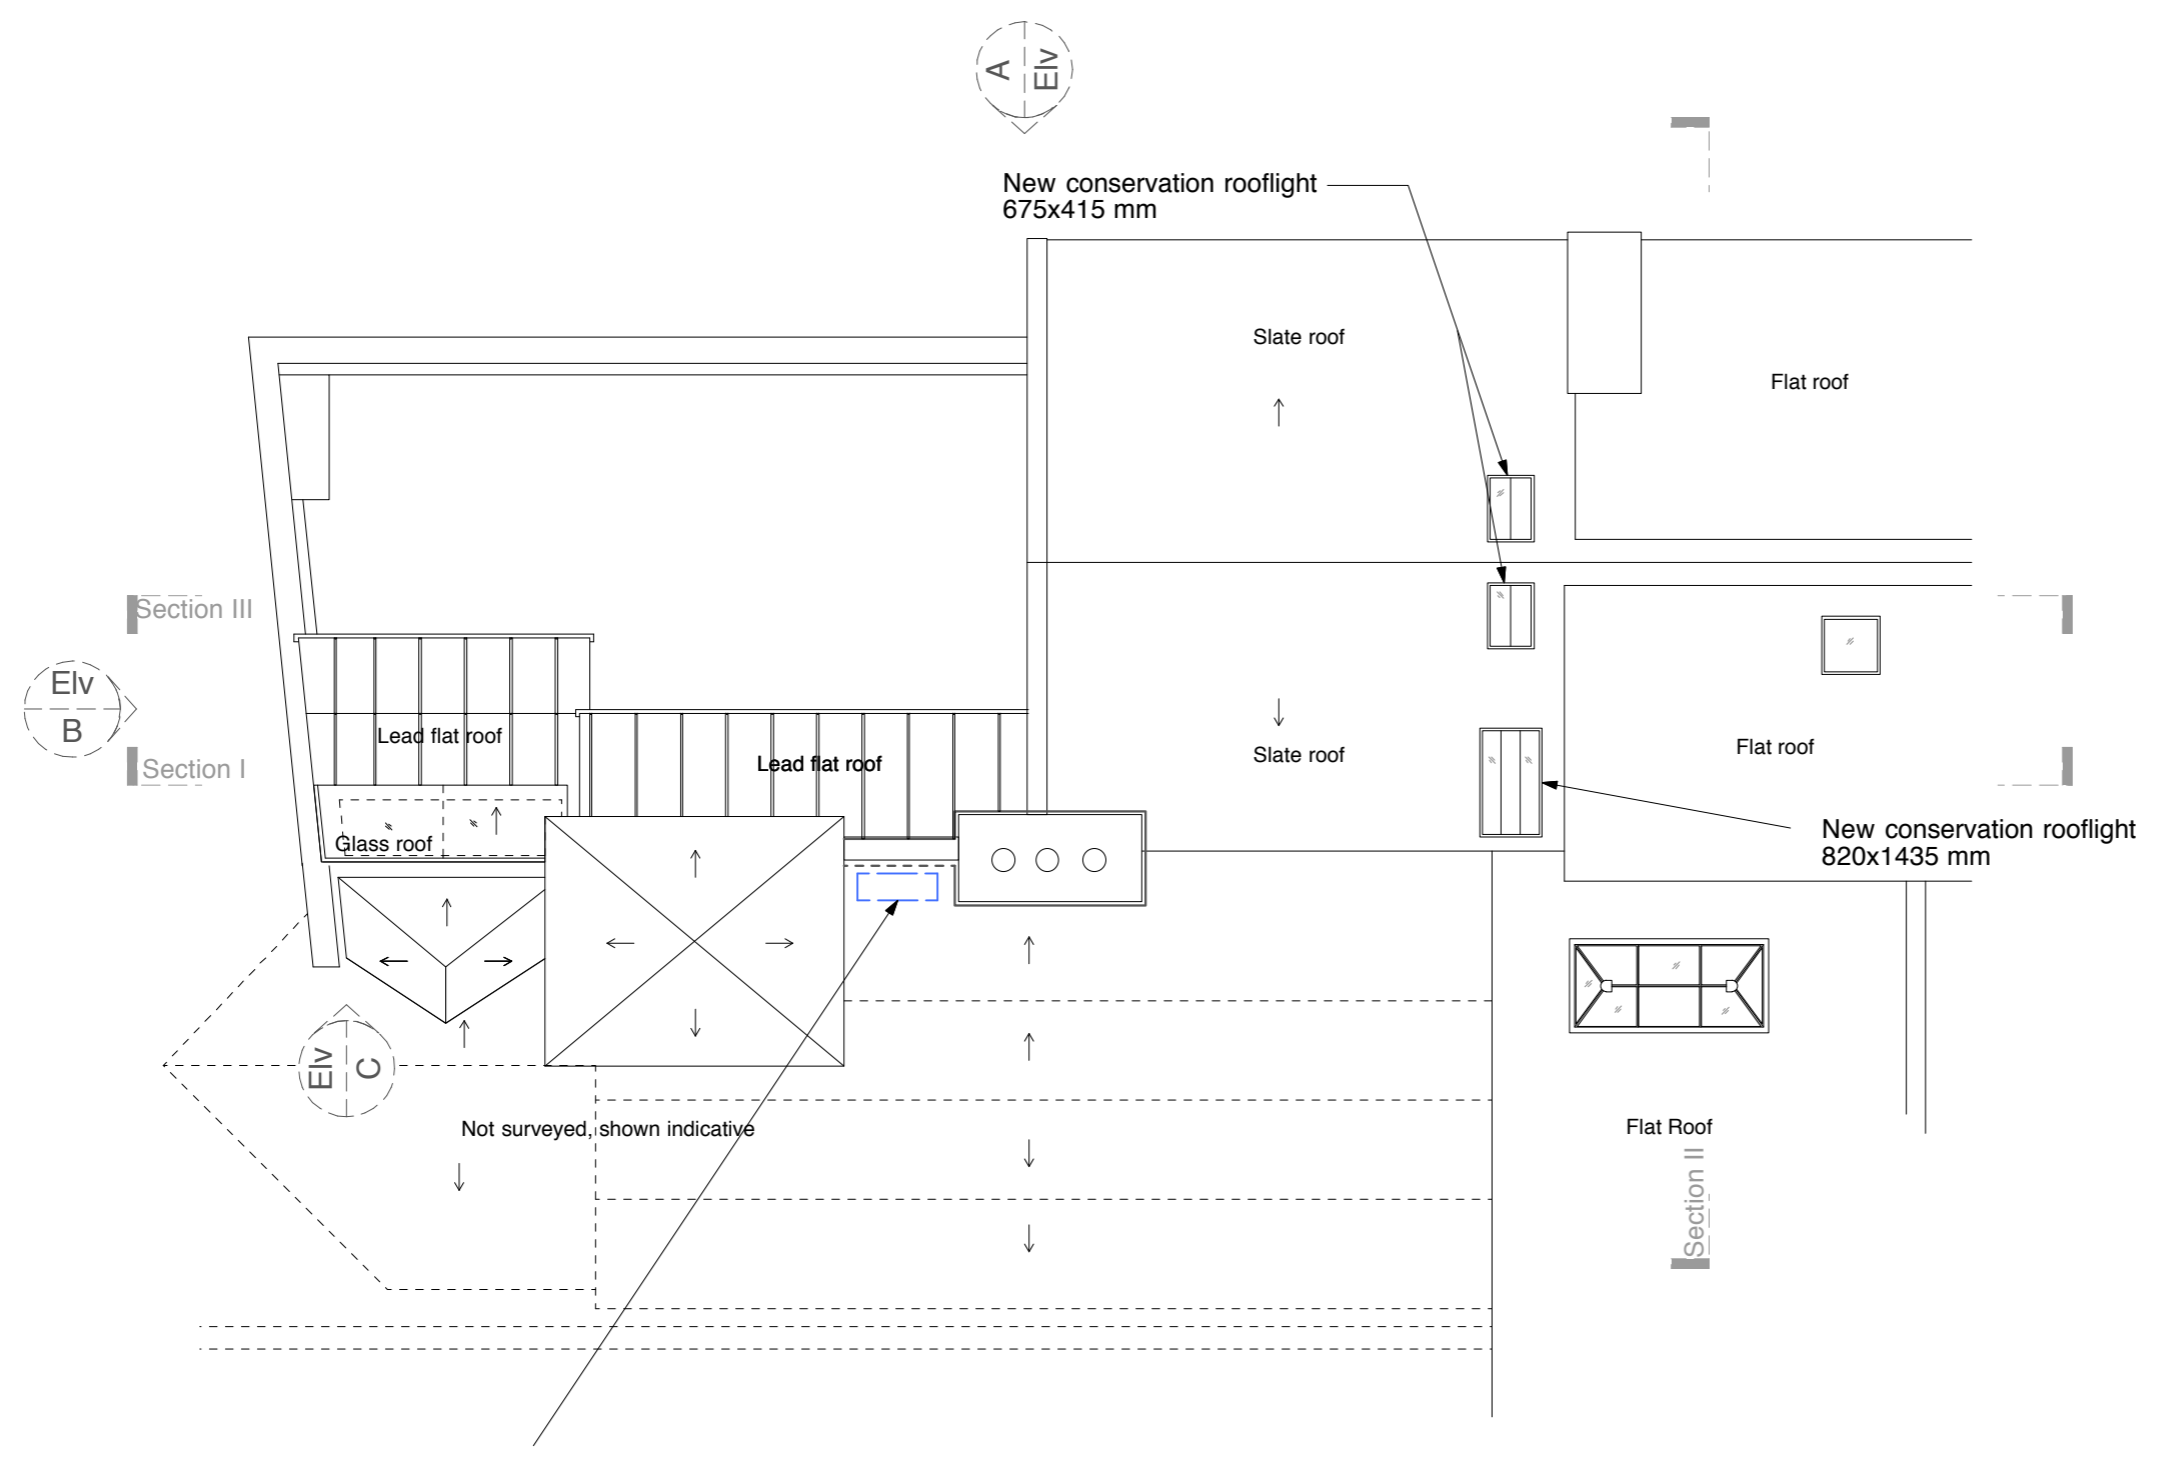 A
Elv
New conservation rooflight
675x415 mm
Slate roof
Flat roof
Section III
Elv
B
Section I
Lead flat roof
Lead flat roof
Slate roof
Flat roof
Glass roof
New conservation rooflight
820x1435 mm
Elv
C
Not surveyed, shown indicative
Flat Roof
Section II